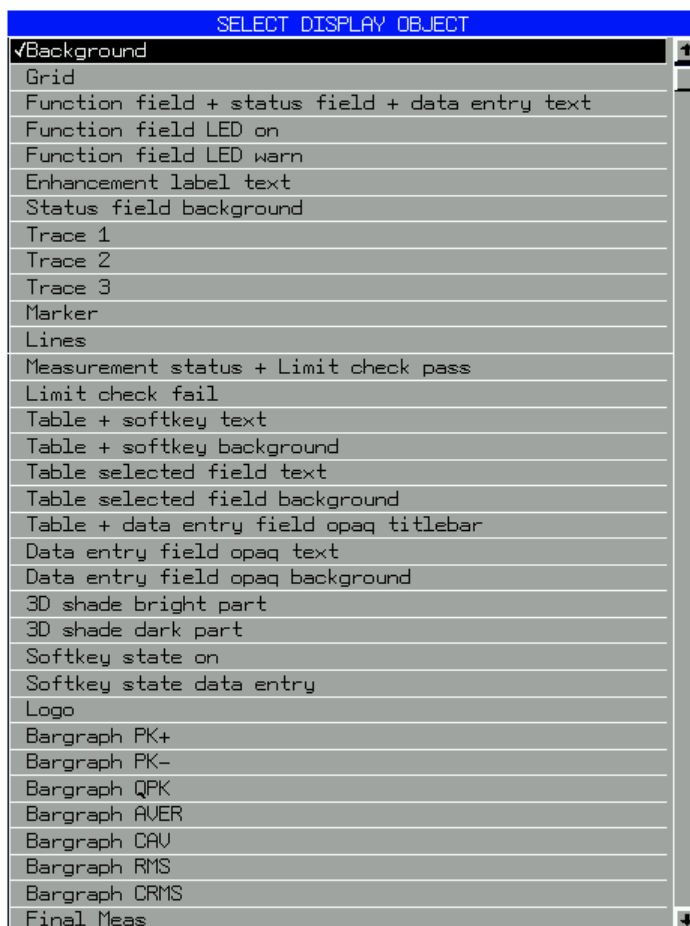 SELECT DISPLAY OBJECT
✓Background
Grid
Function field + status field + data entry text
Function field LED on
Function field LED warn
Enhancement label text
Status field background
Trace 1
Trace 2
Trace 3
Marker
Lines
Measurement status + Limit check pass
Limit check fail
Table + softkey text
Table + softkey background
Table selected field text
Table selected field background
Table + data entry field opaq titlebar
Data entry field opaq text
Data entry field opaq background
3D shade bright part
3D shade dark part
Softkey state on
Softkey state data entry
Logo
Bargraph PK+
Bargraph PK-
Bargraph QPK
Bargraph AVER
Bargraph CAV
Bargraph RMS
Bargraph CRMS
Final Meas